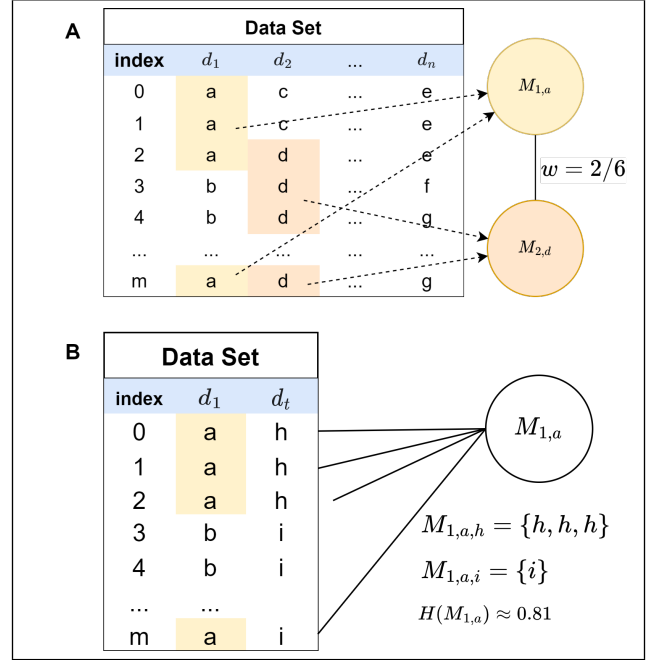 A
Data Set
index d₁ d₂ ... dₙ
0 a c ... e
1 a c ... e
2 a d ... e
3 b d ... f
4 b d ... g
... ... ... ... ...
m a d ... g
M₁,ₐ
w = 2/6
M₂,d
B
Data Set
index d₁ dₜ
0 a h
1 a h
2 a h
3 b i
4 b i
... ...
m a i
M₁,ₐ
M₁,ₐ,ₕ = {h, h, h}
M₁,ₐ,ᵢ = {i}
H(M₁,ₐ) ≈ 0.81